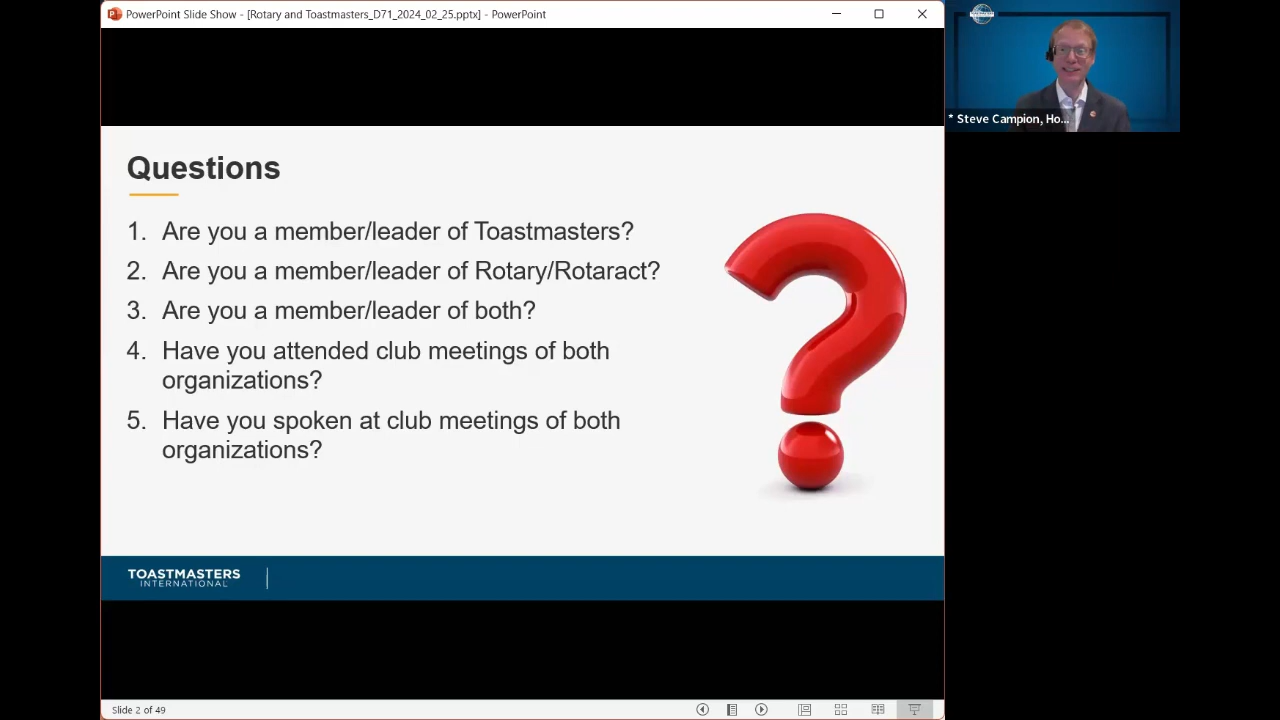 PowerPoint Slide Show - [Rotary and Toastmasters_D71_2024_02_25.pptx] - PowerPoint
* Steve Campion, Ho...
Questions
1. Are you a member/leader of Toastmasters?
2. Are you a member/leader of Rotary/Rotaract?
3. Are you a member/leader of both?
4. Have you attended club meetings of both
organizations?
5. Have you spoken at club meetings of both
organizations?
TOASTMASTERS
INTERNATIONAL
Slide 2 of 49